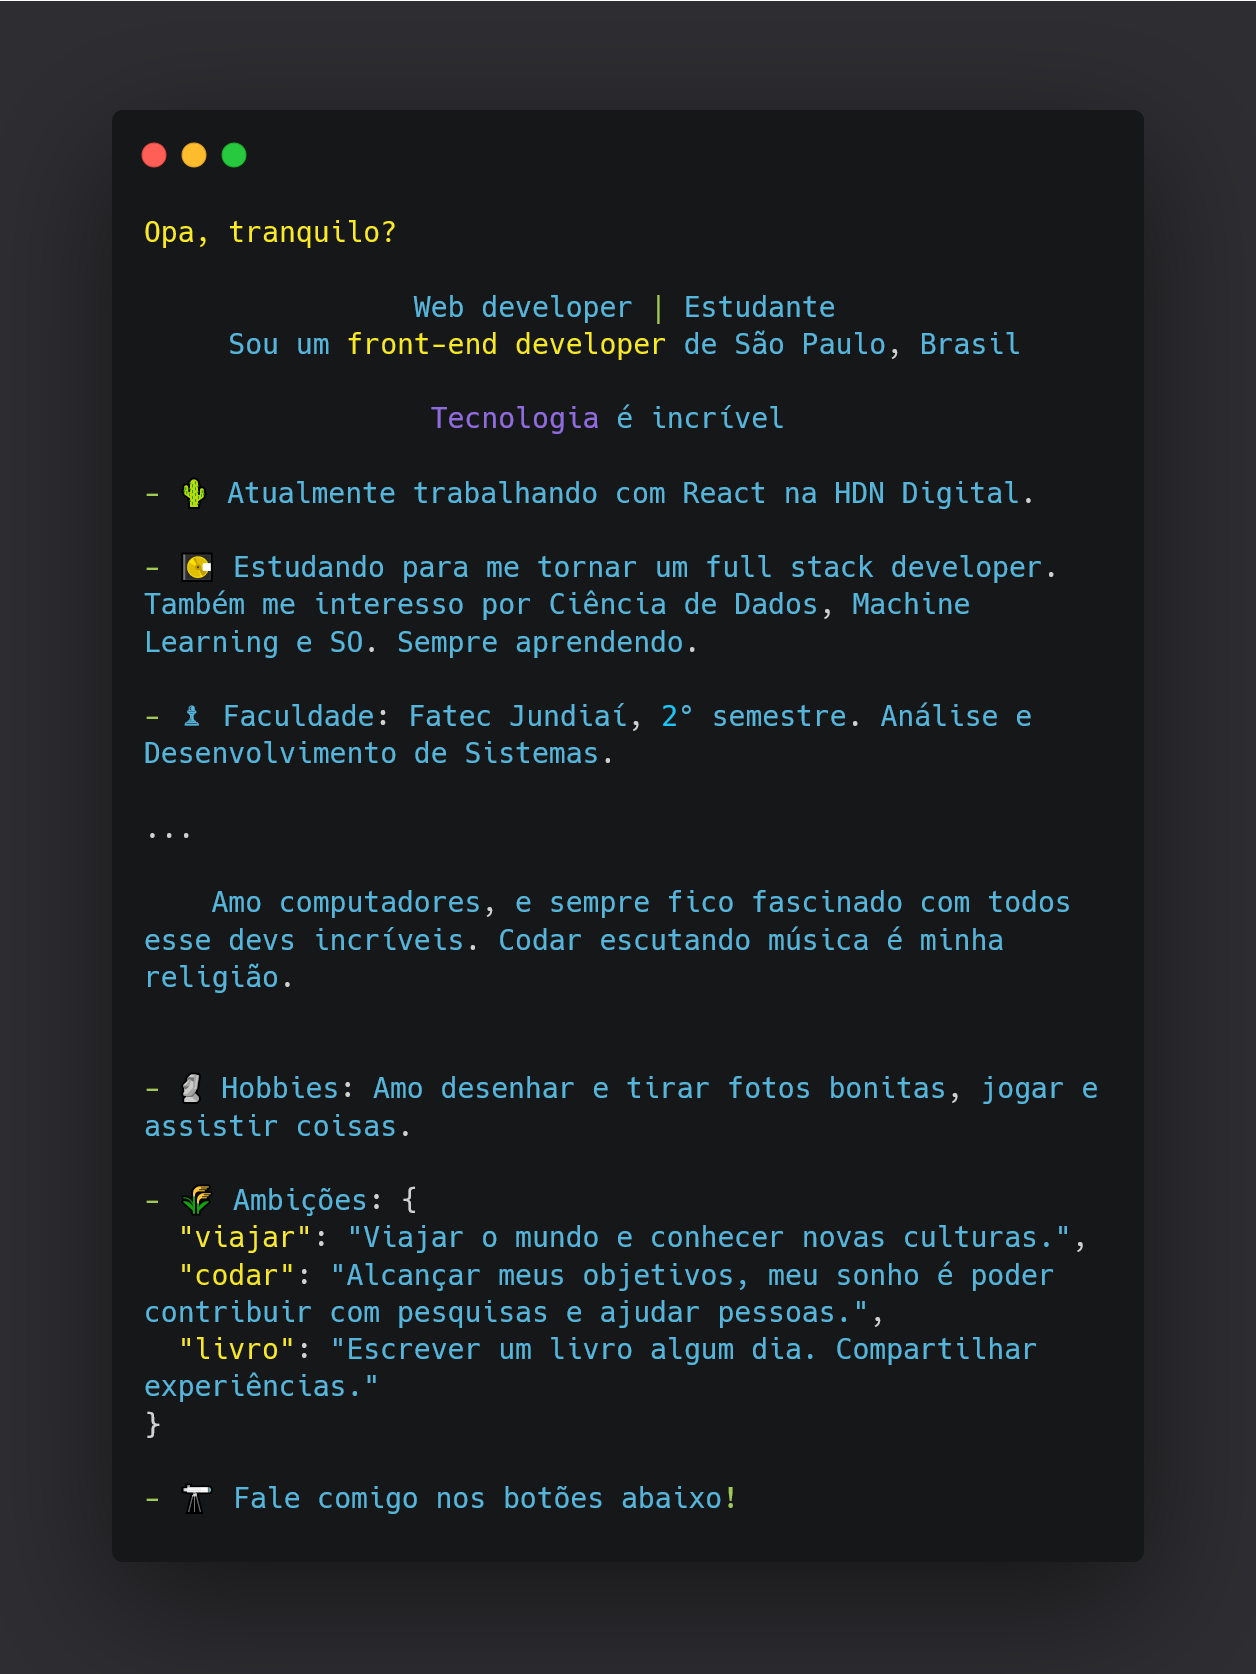 Opa, tranquilo?
Web developer | Estudante
Sou um front-end developer de São Paulo, Brasil
Tecnologia é incrível
- 🌵 Atualmente trabalhando com React na HDN Digital.
- 💽 Estudando para me tornar um full stack developer.
Também me interesso por Ciência de Dados, Machine
Learning e SO. Sempre aprendendo.
- ♝ Faculdade: Fatec Jundiaí, 2° semestre. Análise e
Desenvolvimento de Sistemas.
...
Amo computadores, e sempre fico fascinado com todos
esse devs incríveis. Codar escutando música é minha
religião.
- 🗿 Hobbies: Amo desenhar e tirar fotos bonitas, jogar e
assistir coisas.
- 🌾 Ambições: {
"viajar": "Viajar o mundo e conhecer novas culturas.",
"codar": "Alcançar meus objetivos, meu sonho é poder
contribuir com pesquisas e ajudar pessoas.",
"livro": "Escrever um livro algum dia. Compartilhar
experiências."
}
- 🔭 Fale comigo nos botões abaixo!